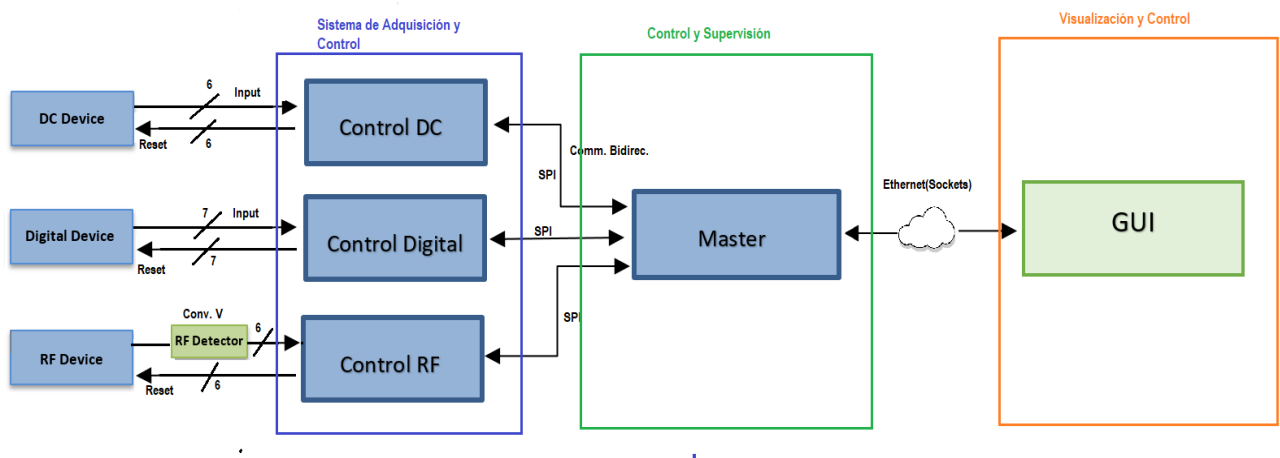 Sistema de Adquisición y
Control
Control y Supervisión
Visualización y Control
DC Device
6
Input
Reset
6
Control DC
Comm. Bidirec.
SPI
Digital Device
7
Input
Reset
7
Control Digital
SPI
Master
Ethernet(Sockets)
GUI
Conv. V
RF Device
RF Detector
6
Reset
6
Control RF
SPI